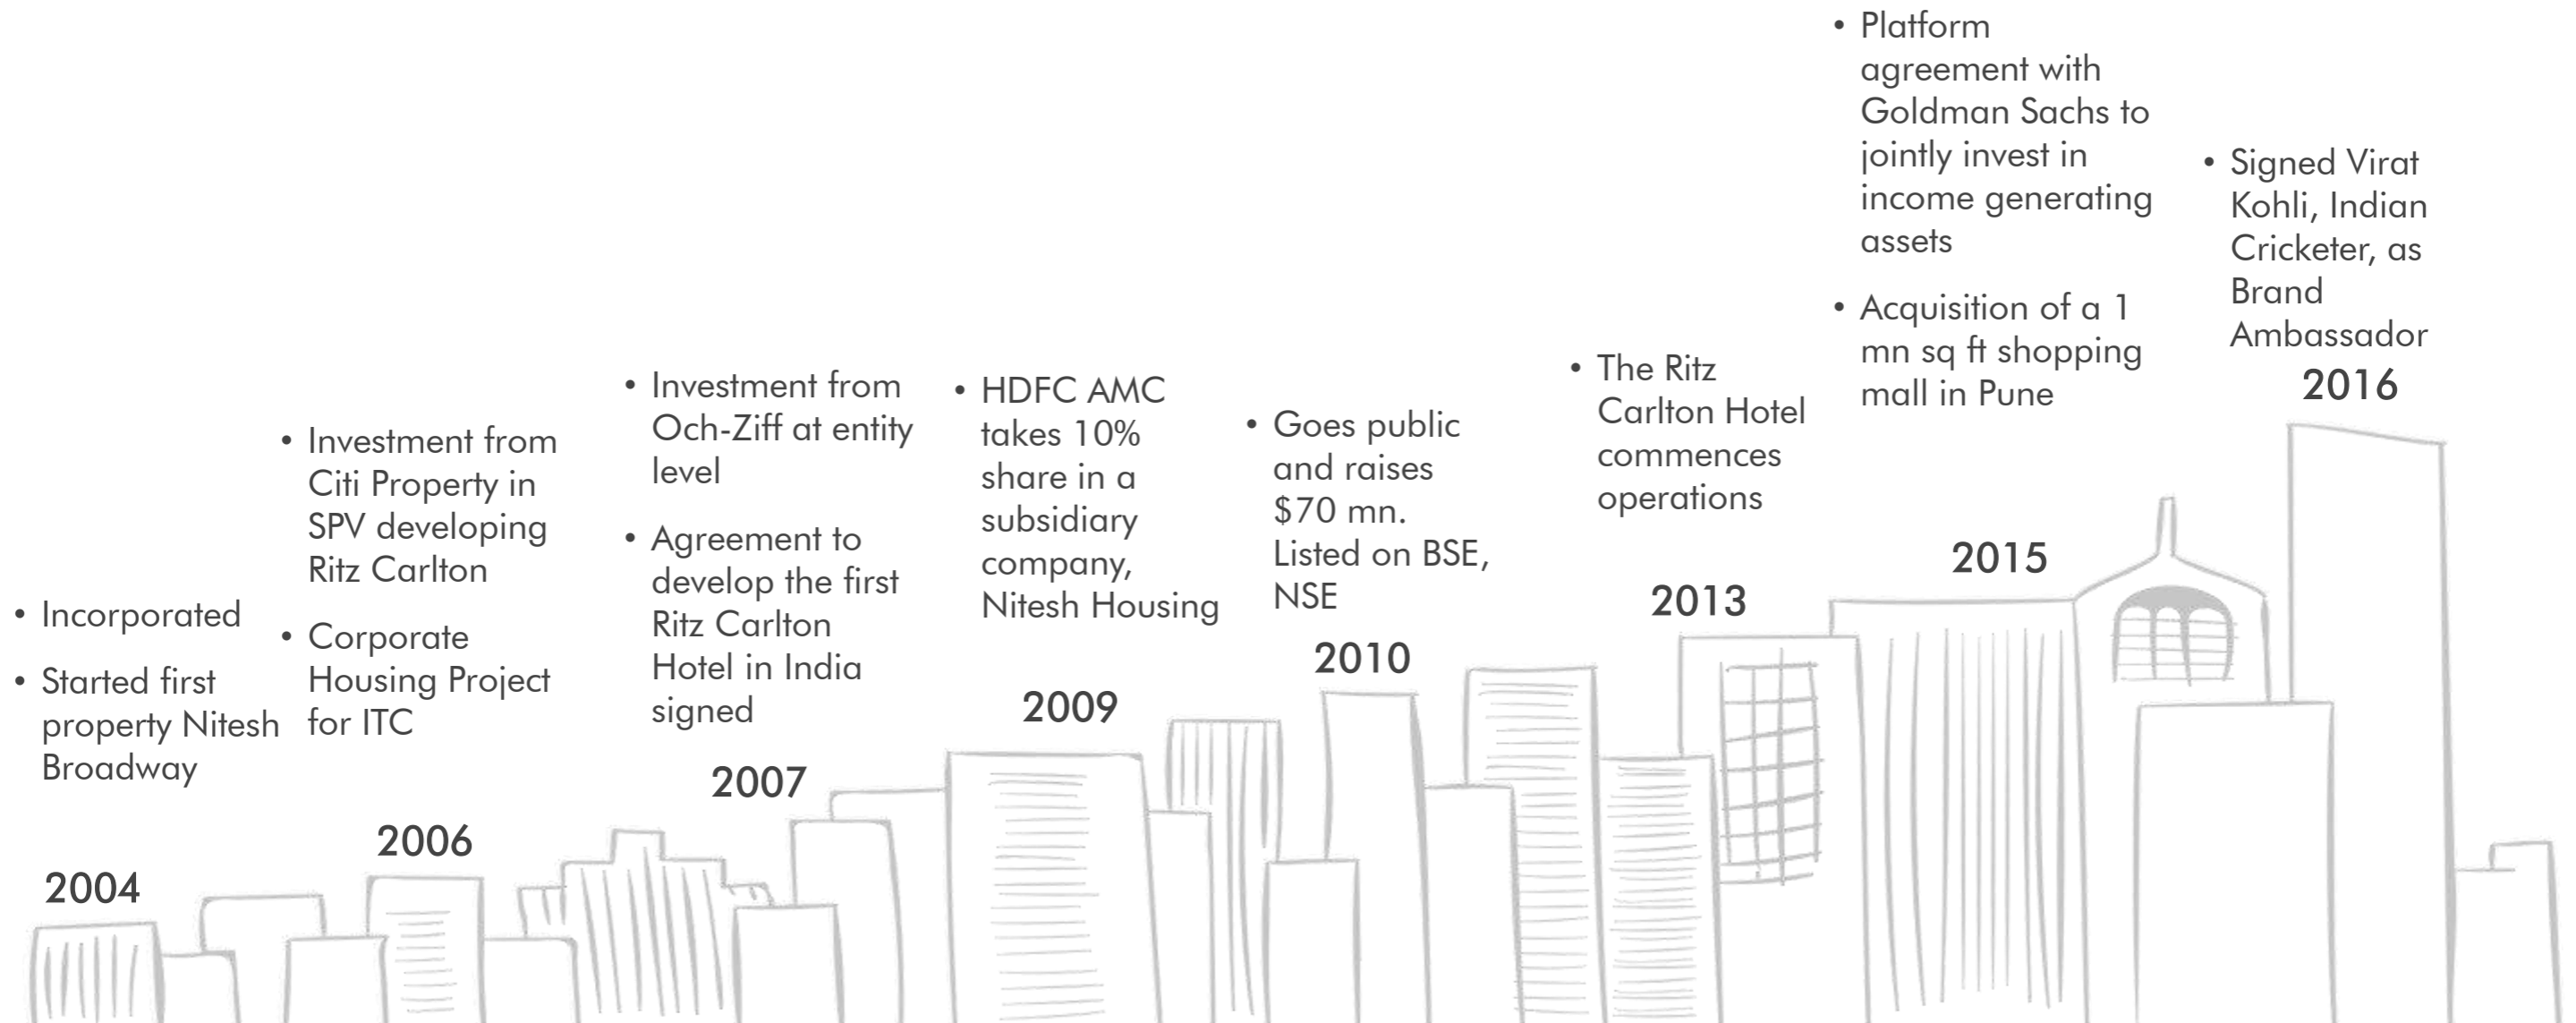 • Incorporated
• Started first
property Nitesh
Broadway
2004
• Investment from
Citi Property in
SPV developing
Ritz Carlton
• Corporate
Housing Project
for ITC
2006
• Investment from
Och-Ziff at entity
level
• Agreement to
develop the first
Ritz Carlton
Hotel in India
signed
2007
• HDFC AMC
takes 10%
share in a
subsidiary
company,
Nitesh Housing
2009
• Goes public
and raises
$70 mn.
Listed on BSE,
NSE
2010
• The Ritz
Carlton Hotel
commences
operations
2013
• Platform
agreement with
Goldman Sachs to
jointly invest in
income generating
assets
• Acquisition of a 1
mn sq ft shopping
mall in Pune
2015
• Signed Virat
Kohli, Indian
Cricketer, as
Brand
Ambassador
2016